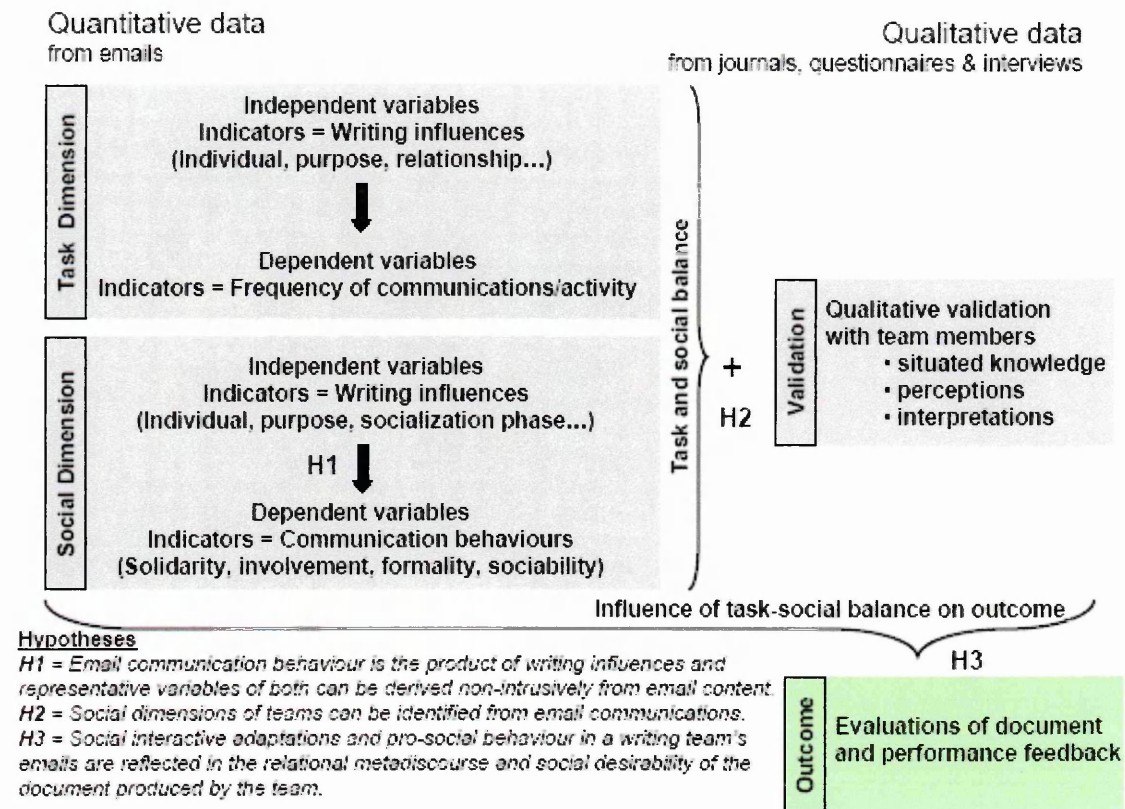 Quantitative data
from emails
Qualitative data
from journals, questionnaires & interviews
Task Dimension
Independent variables
Indicators = Writing influences
(Individual, purpose, relationship...)
Dependent variables
Indicators = Frequency of communications/activity
Social Dimension
Independent variables
Indicators = Writing influences
(Individual, purpose, socialization phase...)
H1
Dependent variables
Indicators = Communication behaviours
(Solidarity, involvement, formality, sociability)
Task and social balance
+
H2
Validation
Qualitative validation
with team members
• situated knowledge
• perceptions
• interpretations
Influence of task-social balance on outcome
H3
Hypotheses
H1 = Email communication behaviour is the product of writing influences and
representative variables of both can be derived non-intrusively from email content.
H2 = Social dimensions of teams can be identified from email communications.
H3 = Social interactive adaptations and pro-social behaviour in a writing team's
emails are reflected in the relational metadiscourse and social desirability of the
document produced by the team.
Outcome
Evaluations of document
and performance feedback